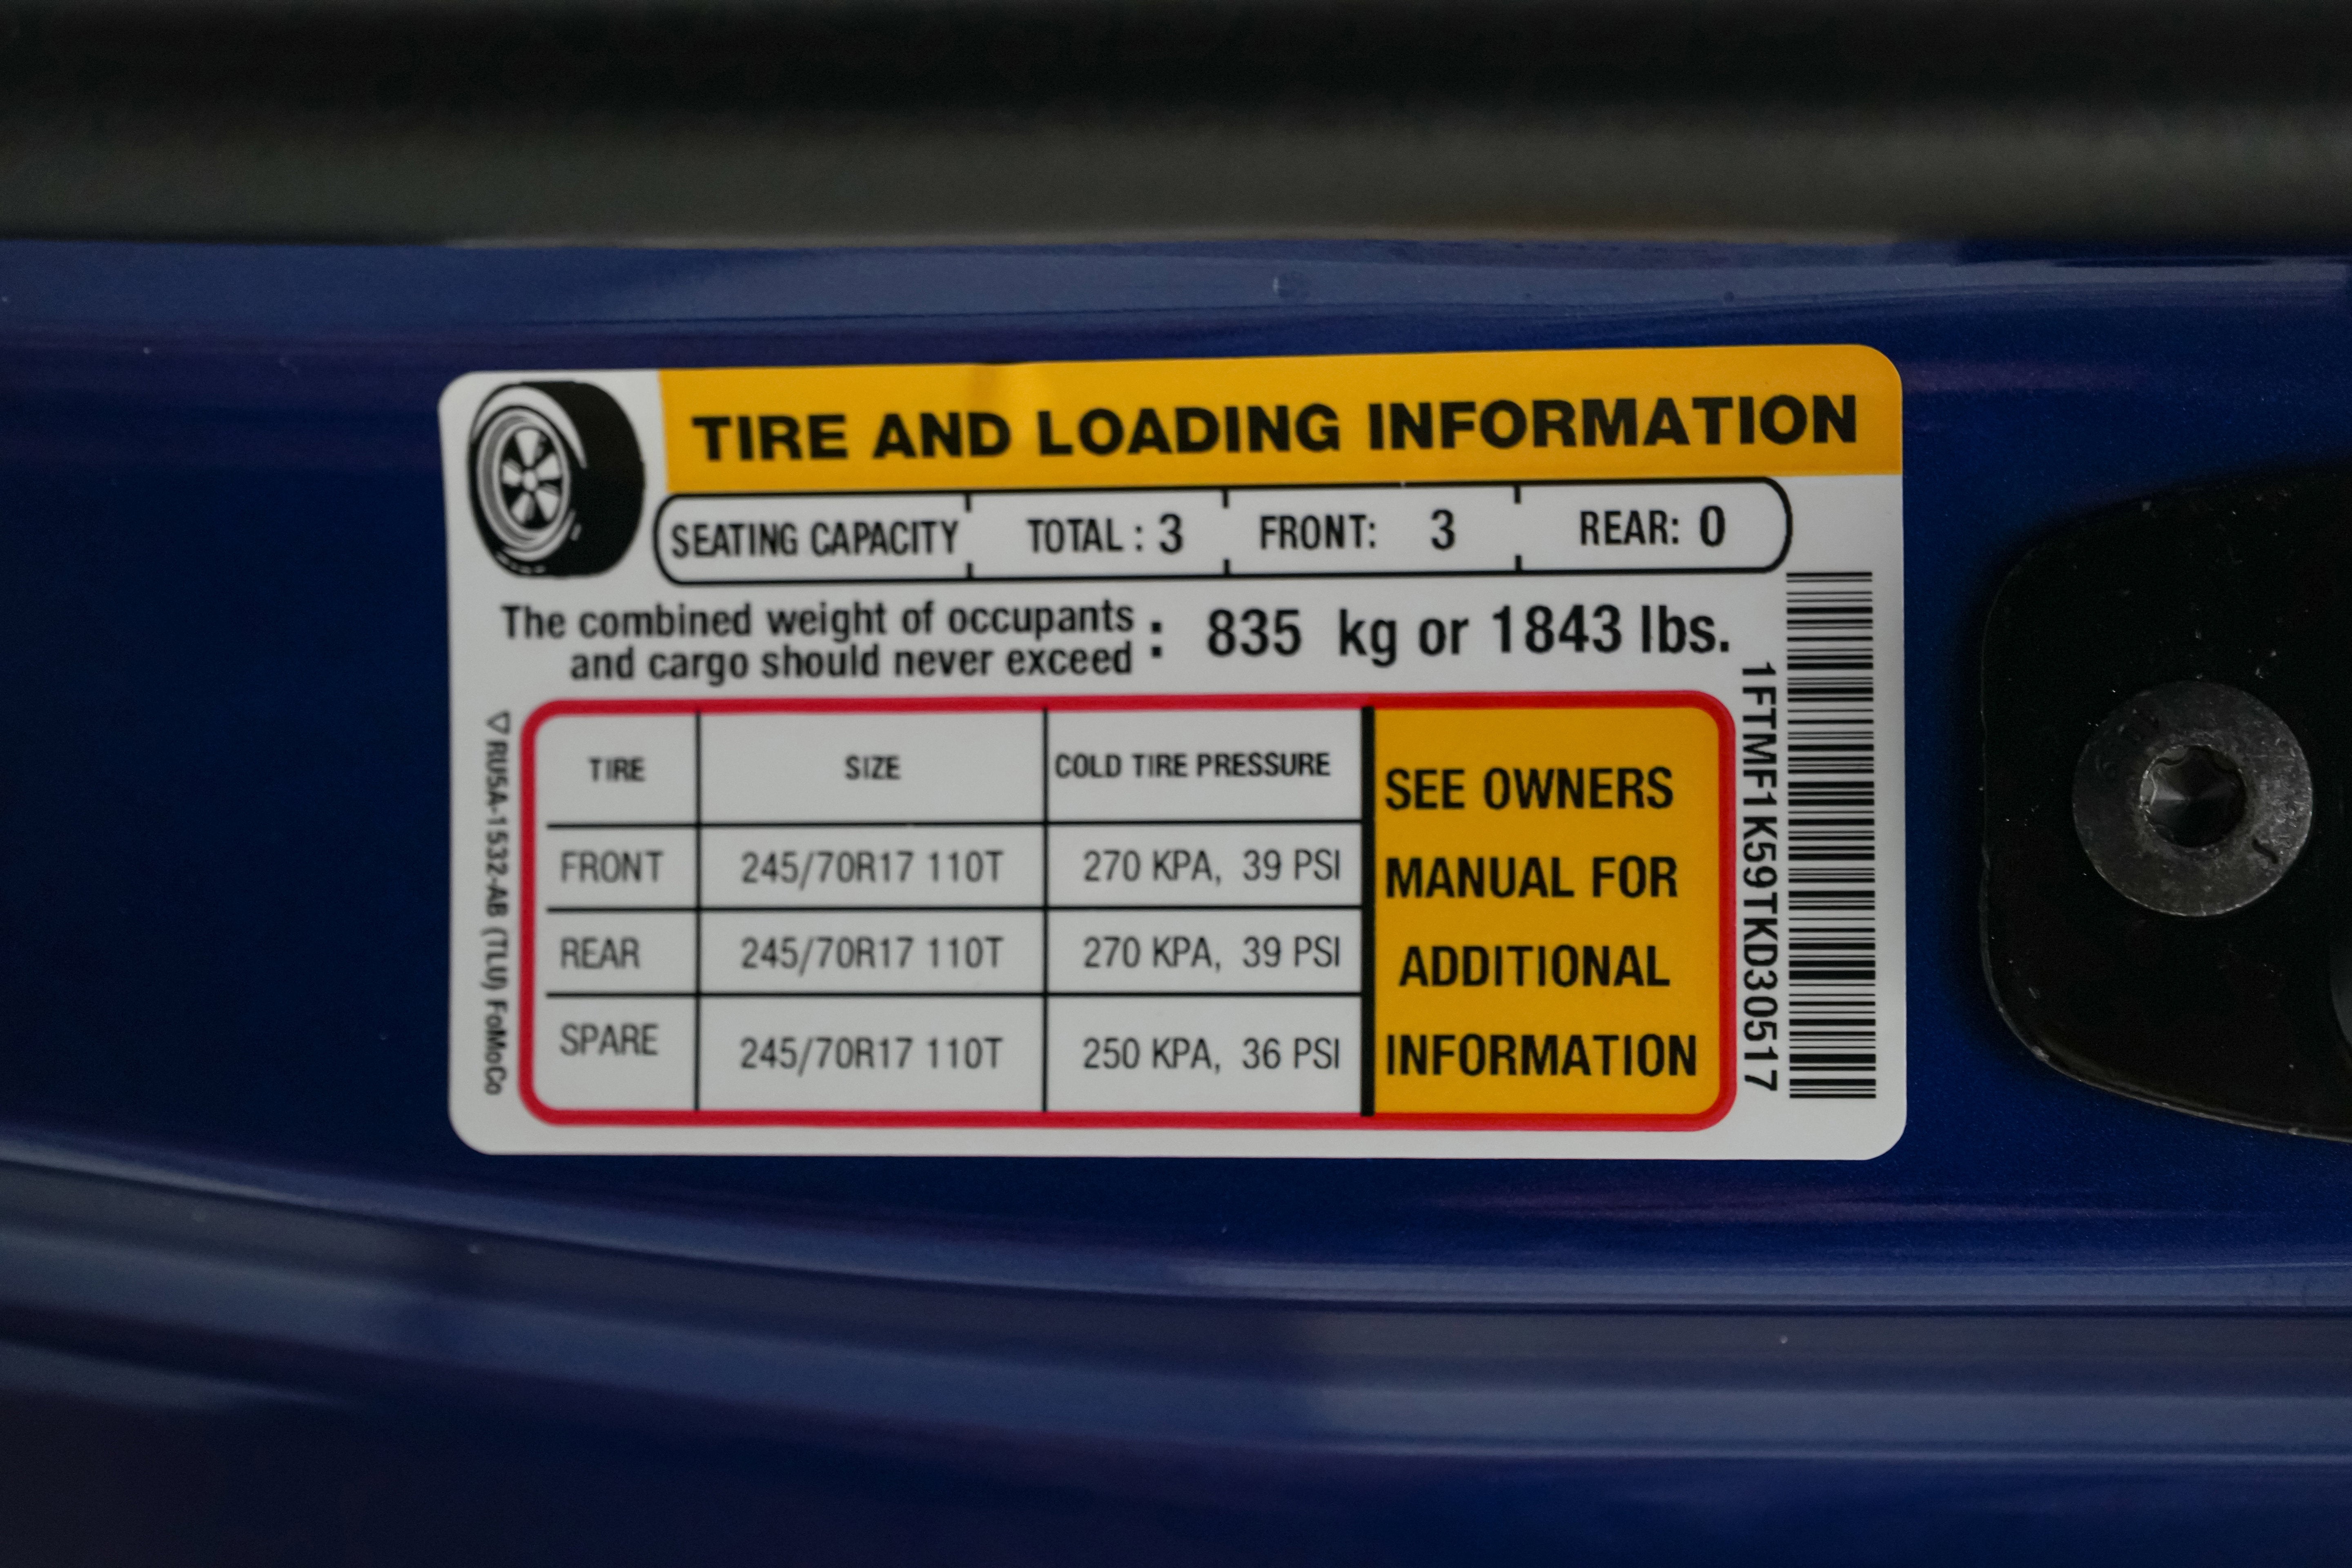 TIRE AND LOADING INFORMATION
SEATING CAPACITY TOTAL : 3 FRONT: 3 REAR: 0
The combined weight of occupants
and cargo should never exceed : 835 kg or 1843 lbs.
TIRE SIZE COLD TIRE PRESSURE
FRONT 245/70R17 110T 270 KPA, 39 PSI
REAR 245/70R17 110T 270 KPA, 39 PSI
SPARE 245/70R17 110T 250 KPA, 36 PSI
SEE OWNERS
MANUAL FOR
ADDITIONAL
INFORMATION
1FTMF1K59TKD30517
RU5A-1532-AB (TLU) FoMoCo